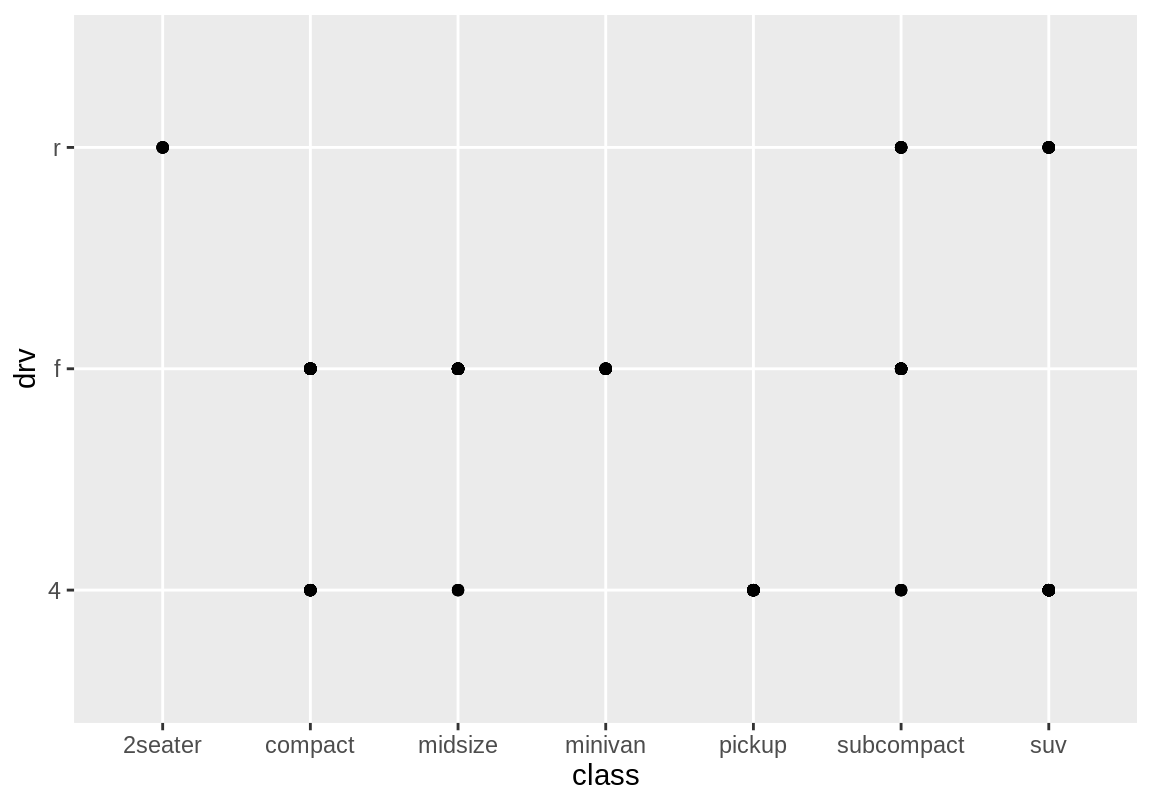 r
f
4
drv
2seater compact midsize minivan pickup subcompact suv
class